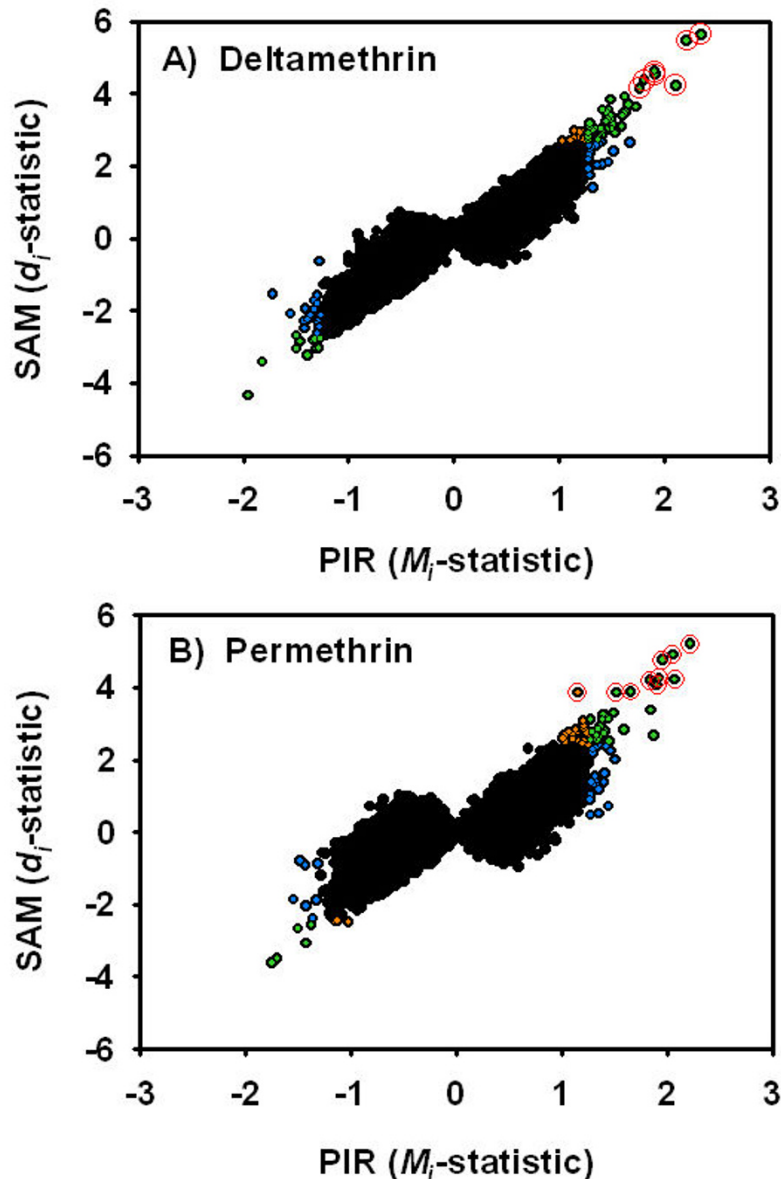 A) Deltamethrin
SAM (di-statistic)
6
4
2
0
-2
-4
-6
-3 -2 -1 0 1 2 3
PIR (Mi-statistic)
B) Permethrin
SAM (di-statistic)
6
4
2
0
-2
-4
-6
-3 -2 -1 0 1 2 3
PIR (Mi-statistic)